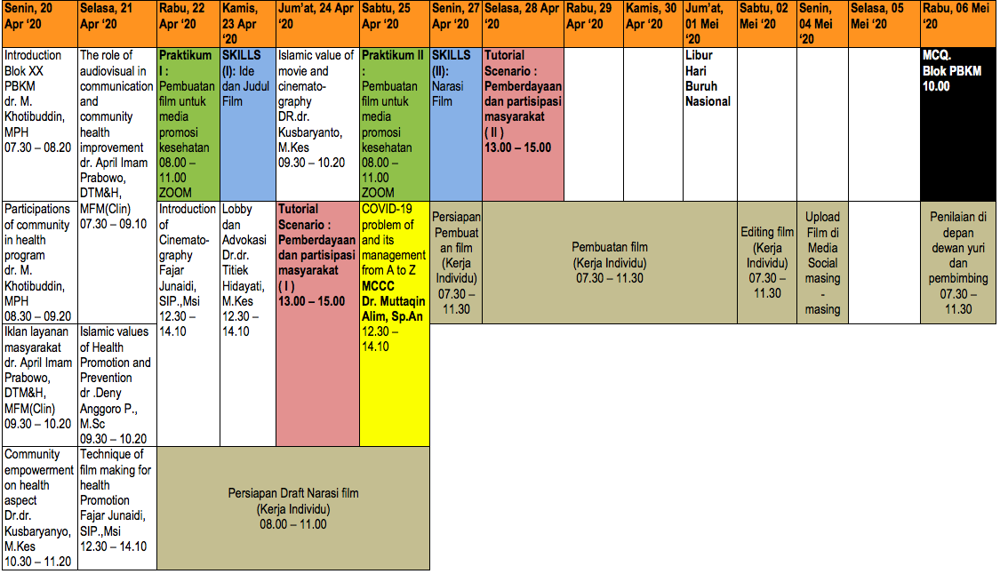 Senin, 20
Apr ‘20
Selasa, 21
Apr ‘20
Rabu, 22
Apr ‘20
Kamis,
23 Apr
‘20
Jum’at, 24 Apr
‘20
Sabtu, 25
Apr ‘20
Senin, 27
Apr ‘20
Selasa, 28 Apr
‘20
Rabu, 29
Apr ‘20
Kamis, 30
Apr ‘20
Jum’at,
01 Mei
‘20
Sabtu, 02
Mei ‘20
Senin,
04 Mei
‘20
Selasa, 05
Mei ‘20
Rabu, 06 Mei
‘20
Introduction
Blok XX
PBKM
dr. M.
Khotibuddin,
MPH
07.30 – 08.20
The role of
audiovisual in
communication
and
community
health
improvement
dr. April Imam
Prabowo,
DTM&H,
MFM(Clin)
07.30 – 09.10
Praktikum
I :
Pembuatan
film untuk
media
promosi
kesehatan
08.00 –
11.00
ZOOM
SKILLS
(I): Ide
dan Judul
Film
Islamic value of
movie and
cinemato-
graphy
DR.dr.
Kusbaryanto,
M.Kes
09.30 – 10.20
Praktikum II
:
Pembuatan
film untuk
media
promosi
kesehatan
08.00 –
11.00
ZOOM
SKILLS
(II):
Narasi
Film
Tutorial
Scenario :
Pemberdayaan
dan partisipasi
masyarakat
( II )
13.00 – 15.00
Libur
Hari
Buruh
Nasional
MCQ.
Blok PBKM
10.00
Participations
of community
in health
program
dr. M.
Khotibuddin,
MPH
08.30 – 09.20
Introduction
of
Cinemato-
graphy
Fajar
Junaidi,
SIP.,Msi
12.30 –
14.10
Lobby
dan
Advokasi
Dr.dr.
Titiek
Hidayati,
M.Kes
12.30 –
14.10
Tutorial
Scenario :
Pemberdayaan
dan partisipasi
masyarakat
( I )
13.00 – 15.00
COVID-19
problem of
and its
management
from A to Z
MCCC
Dr. Muttaqin
Alim, Sp.An
12.30 –
14.10
Persiapan
Pembuat
an film
(Kerja
Individu)
07.30 –
11.30
Pembuatan film
(Kerja Individu)
07.30 – 11.30
Editing film
(Kerja
Individu)
07.30 –
11.30
Upload
Film di
Media
Social
masing
-
masing
Penilaian di
depan
dewan yuri
dan
pembimbing
07.30 –
11.30
Iklan layanan
masyarakat
dr. April Imam
Prabowo,
DTM&H,
MFM(Clin)
09.30 – 10.20
Islamic values
of Health
Promotion and
Prevention
dr .Deny
Anggoro P.,
M.Sc
09.30 – 10.20
Community
empowerment
on health
aspect
Dr.dr.
Kusbaryanyo,
M.Kes
10.30 – 11.20
Technique of
film making for
health
Promotion
Fajar Junaidi,
SIP.,Msi
12.30 – 14.10
Persiapan Draft Narasi film
(Kerja Individu)
08.00 – 11.00